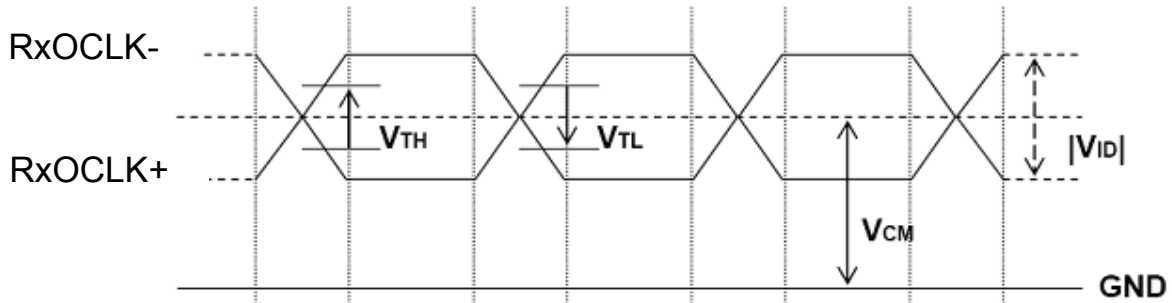 RxOCLK-
VTH
VTL
RxOCLK+
|VID|
VCM
GND